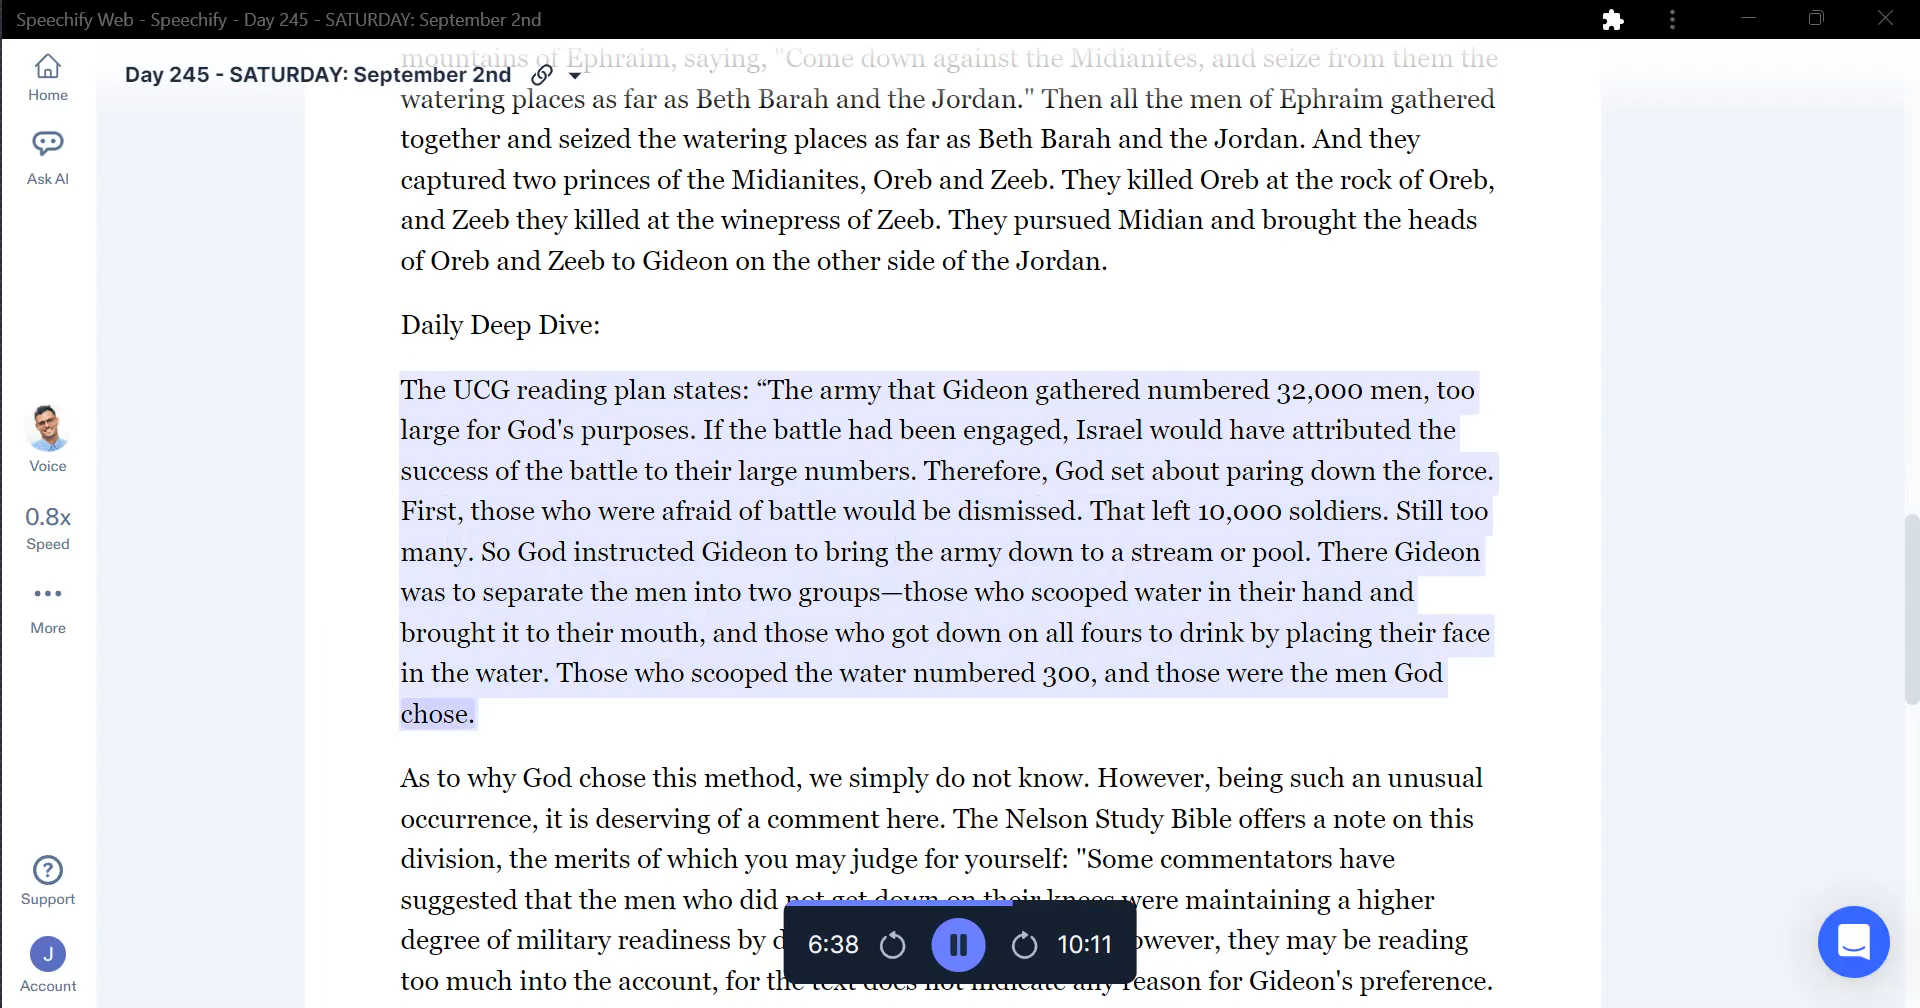 Speechify Web - Speechify - Day 245 - SATURDAY: September 2nd
Home
Ask AI
Voice
0.8x
Speed
More
Support
J
Account
Day 245 - SATURDAY: September 2nd
mountains of Ephraim, saying, "Come down against the Midianites, and seize from them the
watering places as far as Beth Barah and the Jordan." Then all the men of Ephraim gathered
together and seized the watering places as far as Beth Barah and the Jordan. And they
captured two princes of the Midianites, Oreb and Zeeb. They killed Oreb at the rock of Oreb,
and Zeeb they killed at the winepress of Zeeb. They pursued Midian and brought the heads
of Oreb and Zeeb to Gideon on the other side of the Jordan.
Daily Deep Dive:
The UCG reading plan states: “The army that Gideon gathered numbered 32,000 men, too
large for God's purposes. If the battle had been engaged, Israel would have attributed the
success of the battle to their large numbers. Therefore, God set about paring down the force.
First, those who were afraid of battle would be dismissed. That left 10,000 soldiers. Still too
many. So God instructed Gideon to bring the army down to a stream or pool. There Gideon
was to separate the men into two groups—those who scooped water in their hand and
brought it to their mouth, and those who got down on all fours to drink by placing their face
in the water. Those who scooped the water numbered 300, and those were the men God
chose.
As to why God chose this method, we simply do not know. However, being such an unusual
occurrence, it is deserving of a comment here. The Nelson Study Bible offers a note on this
division, the merits of which you may judge for yourself: "Some commentators have
suggested that the men who did not get down on their knees were maintaining a higher
degree of military readiness by owever, they may be reading
too much into the account, for the text does not indicate any reason for Gideon's preference.
6:38
10:11